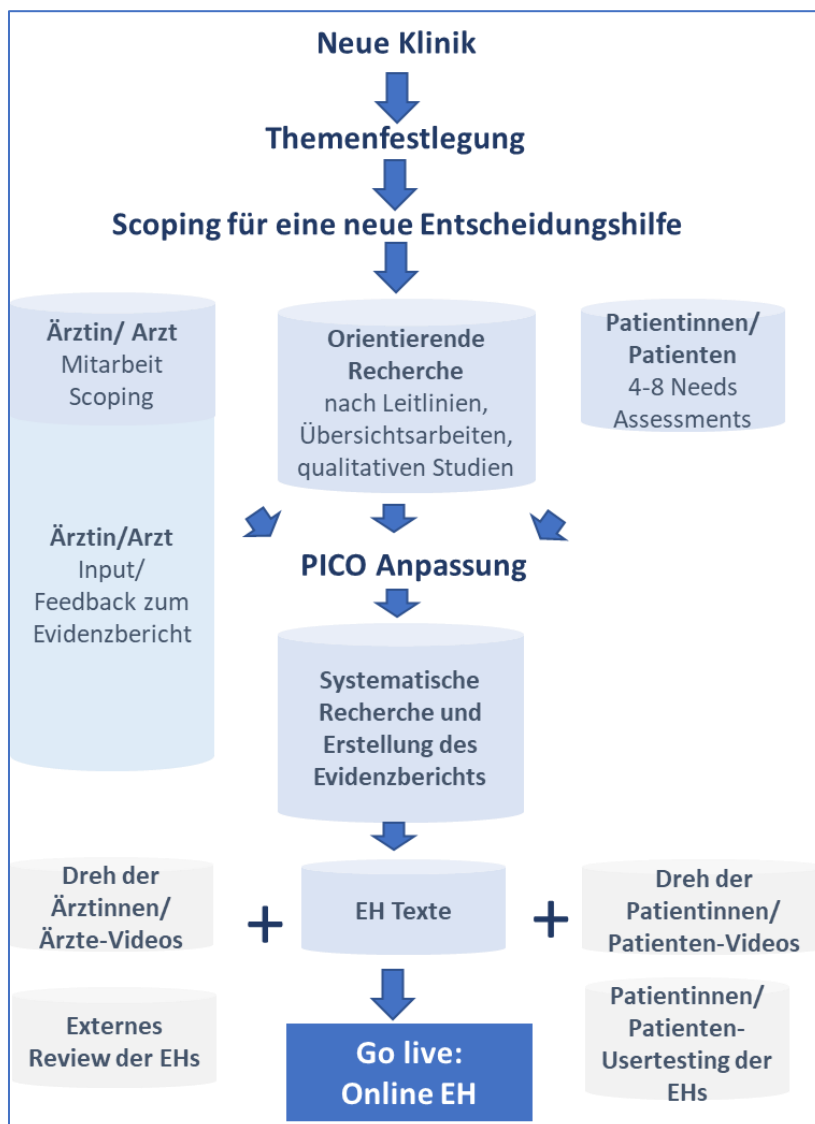 Neue Klinik
Themenfestlegung
Scoping für eine neue Entscheidungshilfe
Ärztin/ Arzt
Mitarbeit
Scoping
Orientierende
Recherche
nach Leitlinien,
Übersichtsarbeiten,
qualitativen Studien
Patientinnen/
Patienten
4-8 Needs
Assessments
Ärztin/Arzt
Input/
Feedback zum
Evidenzbericht
PICO Anpassung
Systematische
Recherche und
Erstellung des
Evidenzberichts
Dreh der
Ärztinnen/
Ärzte-Videos
+
EH Texte
+
Dreh der
Patientinnen/
Patienten-Videos
Externes
Review der EHs
Go live:
Online EH
Patientinnen/
Patienten-
Usertesting der
EHs